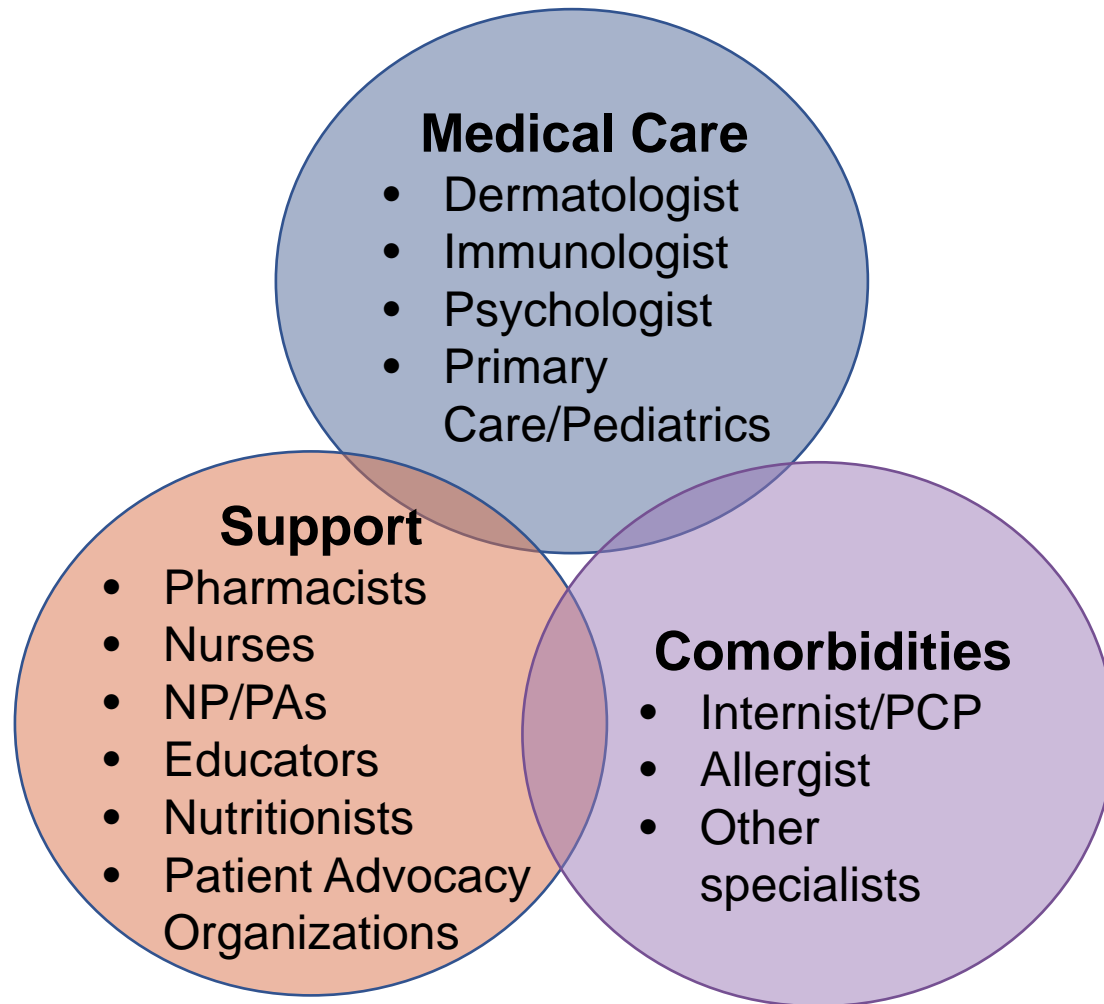 Medical Care
• Dermatologist
• Immunologist
• Psychologist
• Primary
Care/Pediatrics
Support
• Pharmacists
• Nurses
• NP/PAs
• Educators
• Nutritionists
• Patient Advocacy
Organizations
Comorbidities
• Internist/PCP
• Allergist
• Other
specialists